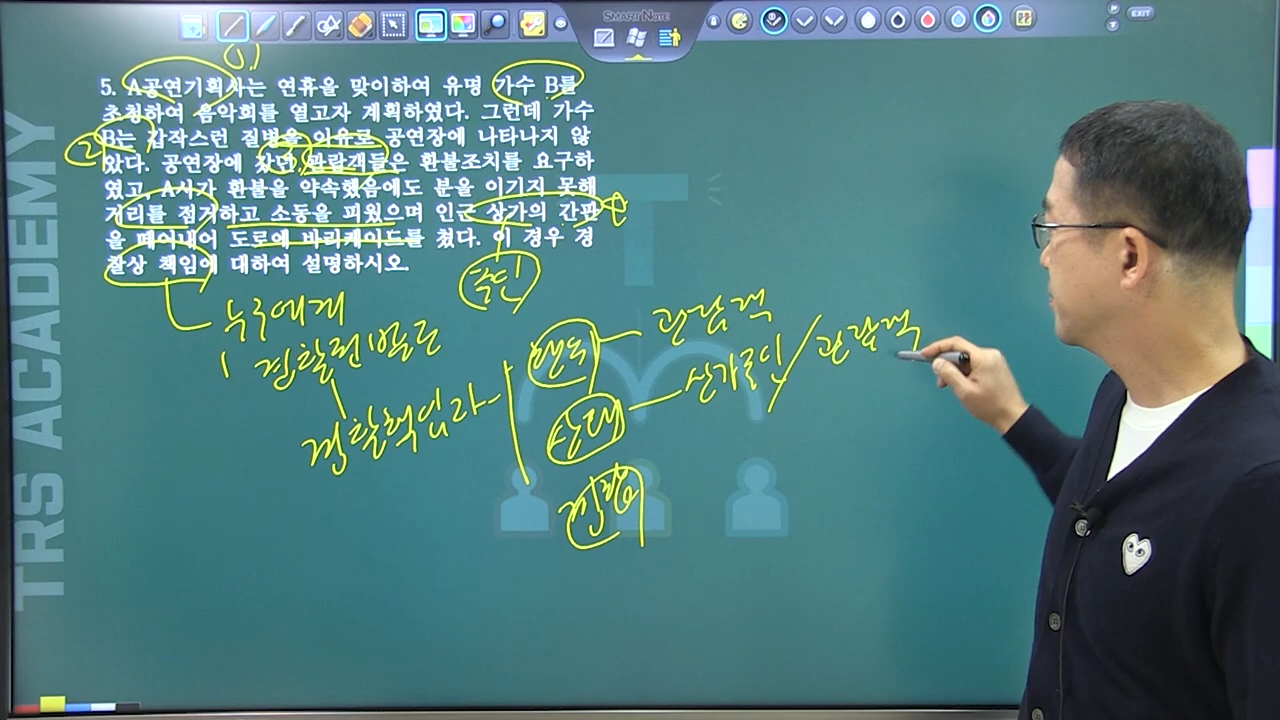 SMART NOTE
EXIT
TRS ACADEMY
5. A공연기획사는 연휴을 맞이하여 유명 가수 B를
초청하여 음악회를 열고자 계획하였다. 그런데 가수
B는 갑작스런 질병을 이유로 공연장에 나타나지 않
았다. 공연장에 갔던 관람객들은 환불조치를 요구하
였고, A사가 환불을 약속했음에도 분을 이기지 못해
거리를 점거하고 소동을 피웠으며 인근 상가의 간판
을 떼어내어 도로에 바리케이드를 쳤다. 이 경우 경
찰상 책임에 대하여 설명하시오.
①
②
누구에게
경찰권발동
경찰책임자
행위 관람객
상태 상가주인 / 관람객